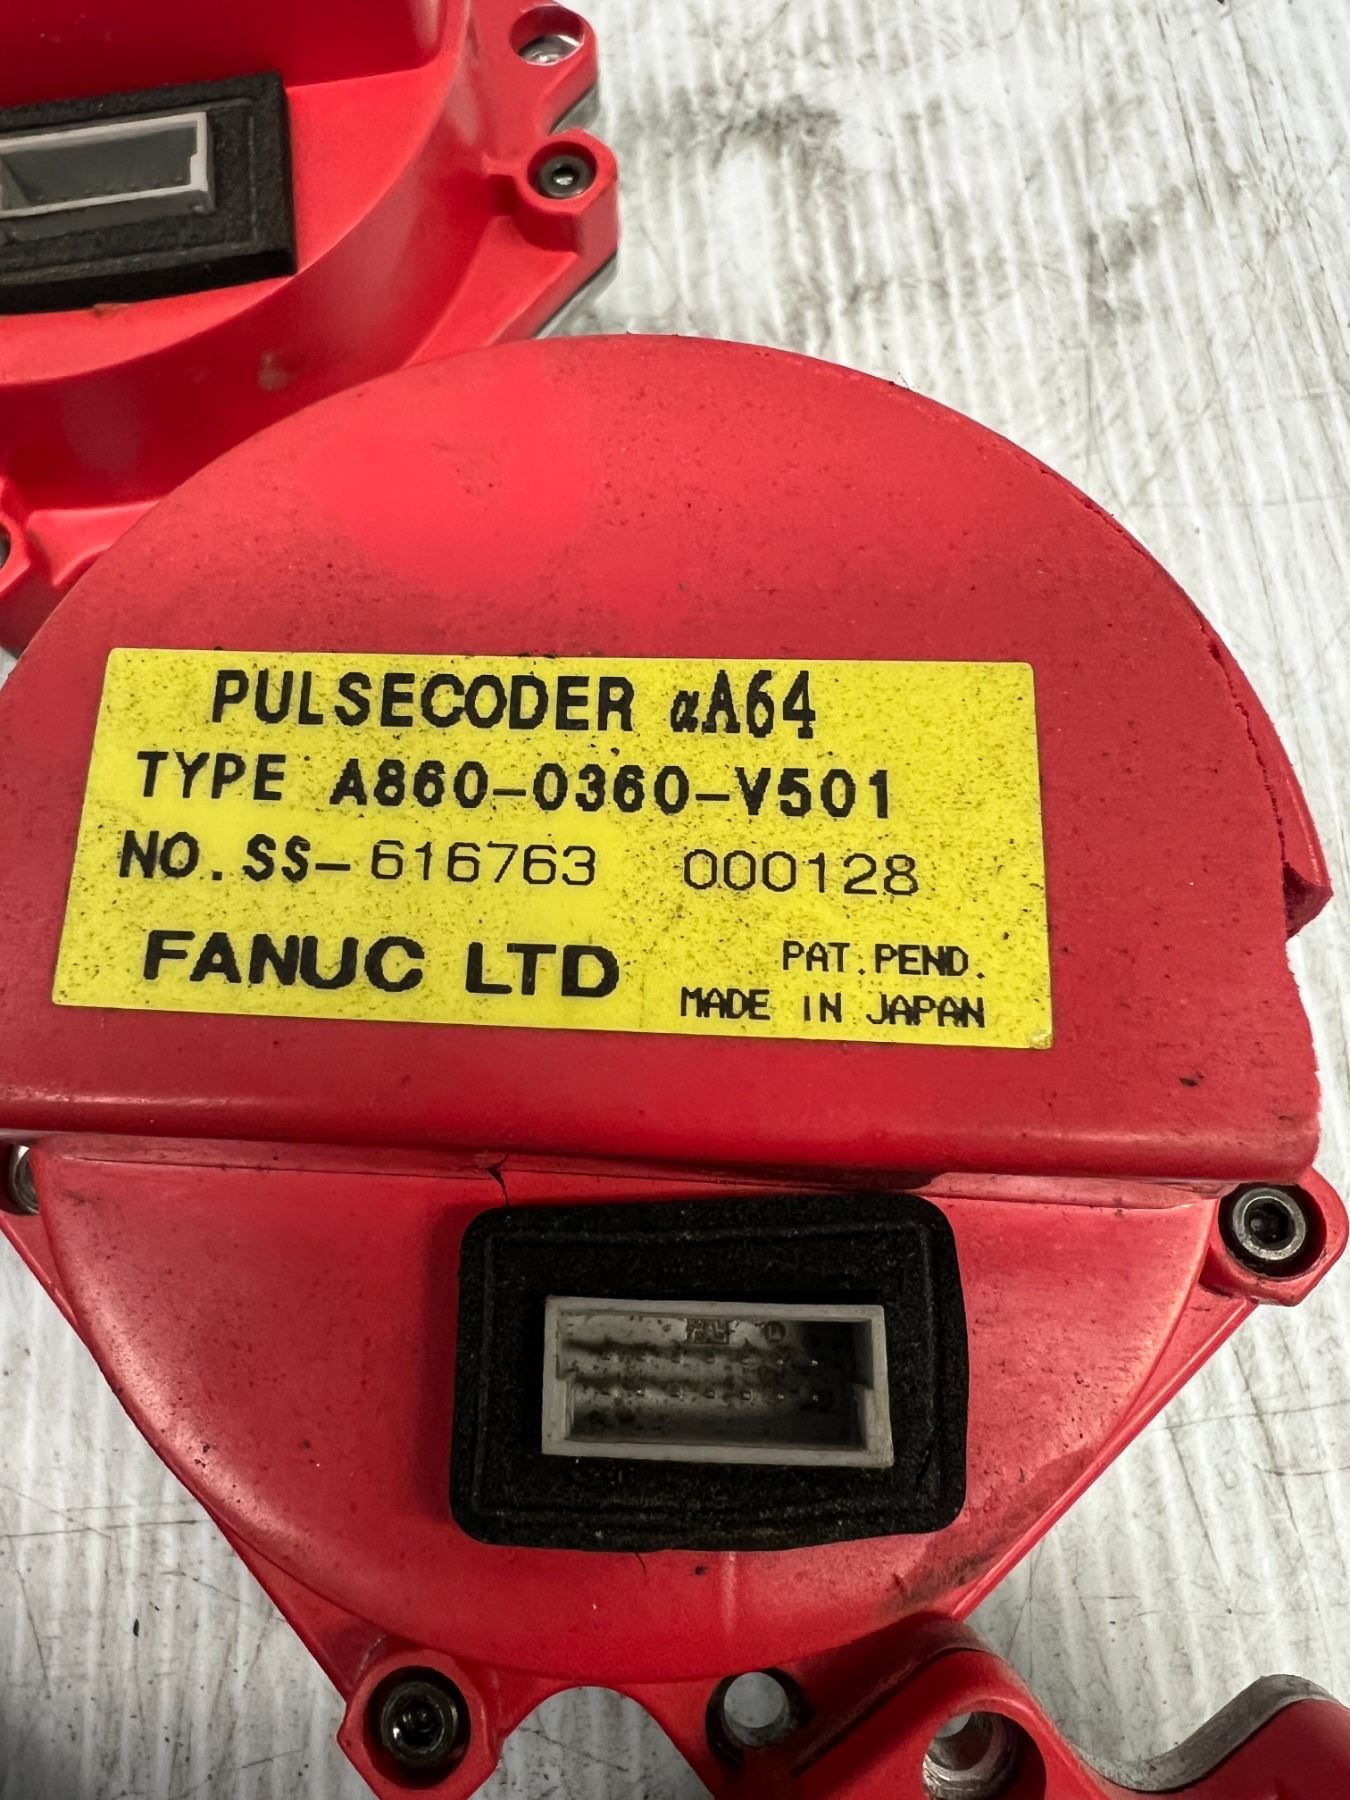 PULSECODER αA64
TYPE A860-0360-V501
NO. SS-616763 000128
FANUC LTD
PAT. PEND.
MADE IN JAPAN